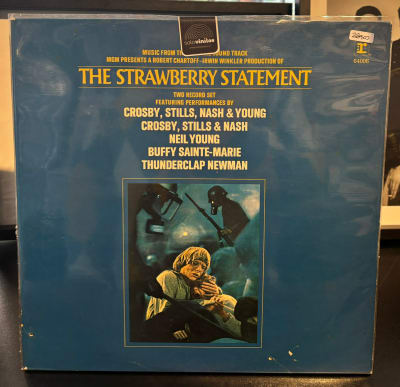 solovinilos
MUSIC FROM THE SOUND TRACK
MGM PRESENTS A ROBERT CHARTOFF-IRWIN WINKLER PRODUCTION OF
THE STRAWBERRY STATEMENT
TWO RECORD SET
FEATURING PERFORMANCES BY
CROSBY, STILLS, NASH & YOUNG
CROSBY, STILLS & NASH
NEIL YOUNG
BUFFY SAINTE-MARIE
THUNDERCLAP NEWMAN